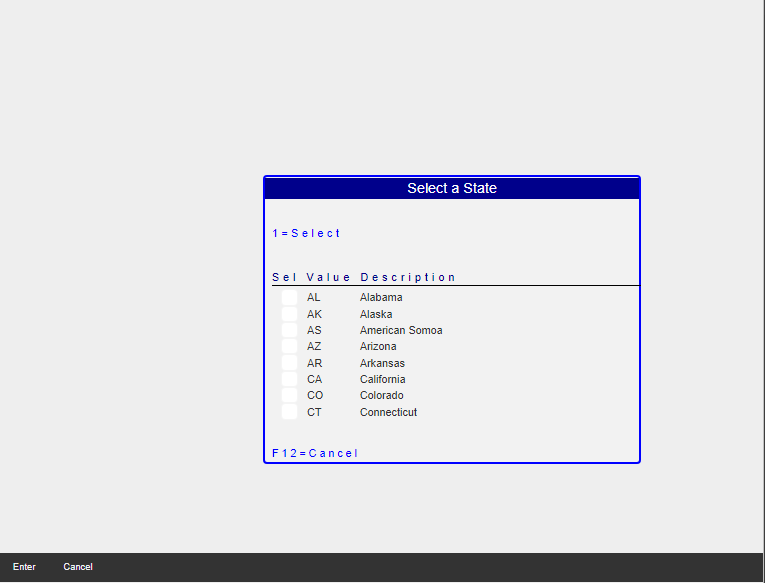 Select a State
1=Select
Sel Value Description
AL Alabama
AK Alaska
AS American Somoa
AZ Arizona
AR Arkansas
CA California
CO Colorado
CT Connecticut
F12=Cancel
Enter Cancel